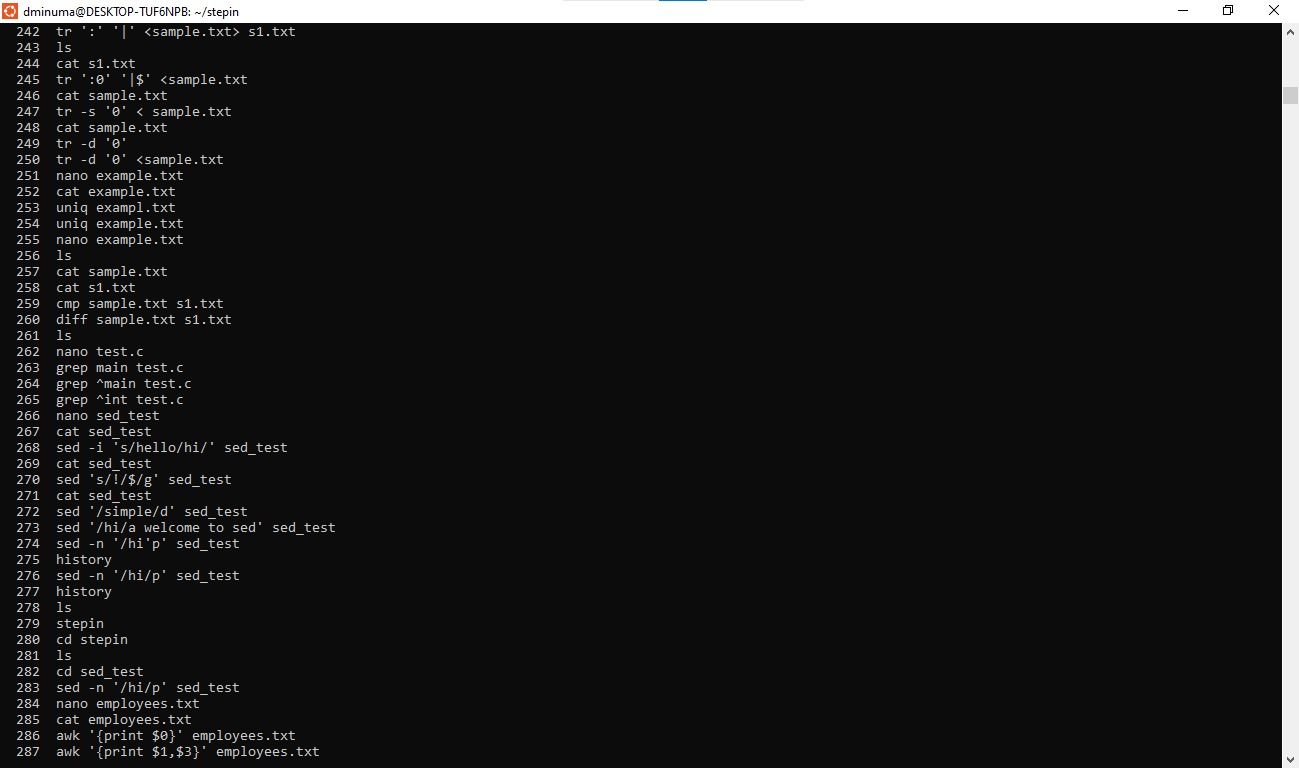 dminuma@DESKTOP-TUF6NPB: ~/stepin
242 tr ':' '|' <sample.txt> s1.txt
243 ls
244 cat s1.txt
245 tr ':0' '|$' <sample.txt
246 cat sample.txt
247 tr -s '0' < sample.txt
248 cat sample.txt
249 tr -d '0'
250 tr -d '0' <sample.txt
251 nano example.txt
252 cat example.txt
253 uniq exampl.txt
254 uniq example.txt
255 nano example.txt
256 ls
257 cat sample.txt
258 cat s1.txt
259 cmp sample.txt s1.txt
260 diff sample.txt s1.txt
261 ls
262 nano test.c
263 grep main test.c
264 grep ^main test.c
265 grep ^int test.c
266 nano sed_test
267 cat sed_test
268 sed -i 's/hello/hi/' sed_test
269 cat sed_test
270 sed 's/!/$/g' sed_test
271 cat sed_test
272 sed '/simple/d' sed_test
273 sed '/hi/a welcome to sed' sed_test
274 sed -n '/hi'p' sed_test
275 history
276 sed -n '/hi/p' sed_test
277 history
278 ls
279 stepin
280 cd stepin
281 ls
282 cd sed_test
283 sed -n '/hi/p' sed_test
284 nano employees.txt
285 cat employees.txt
286 awk '{print $0}' employees.txt
287 awk '{print $1,$3}' employees.txt